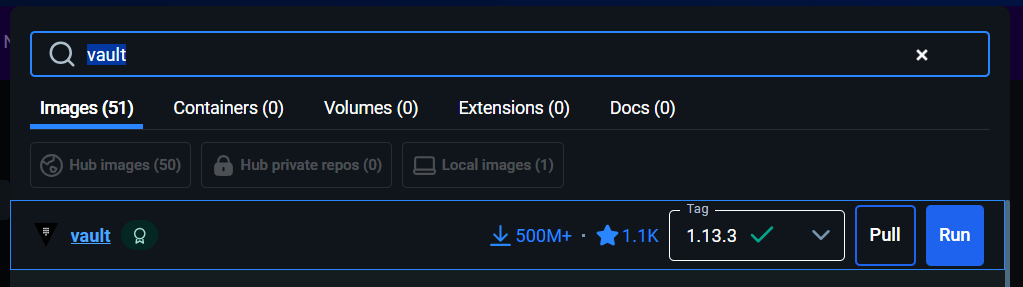 N
vault
Images (51) Containers (0) Volumes (0) Extensions (0) Docs (0)
Hub images (50) Hub private repos (0) Local images (1)
Tag
vault 500M+ · 1.1K 1.13.3 Pull Run